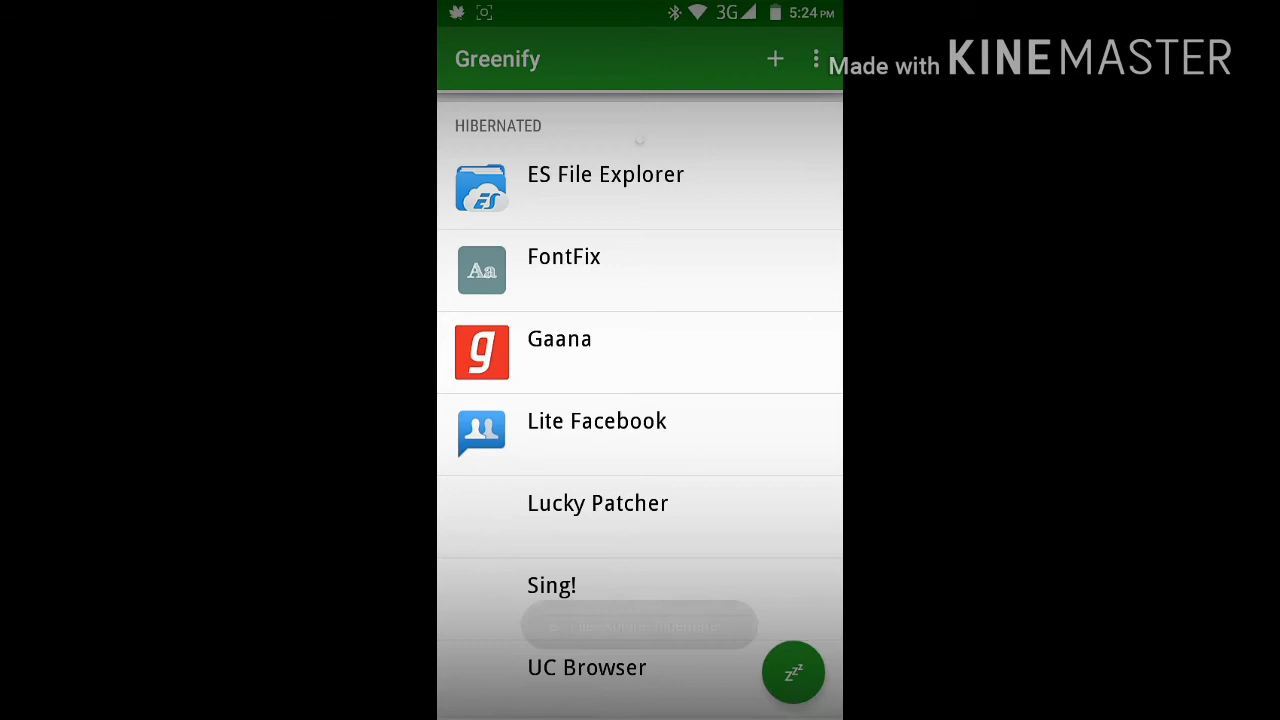 3G 5:24 PM
Greenify
Made with KINEMASTER
HIBERNATED
ES File Explorer
Aa FontFix
g Gaana
Lite Facebook
Lucky Patcher
Sing!
UC Browser
zzz